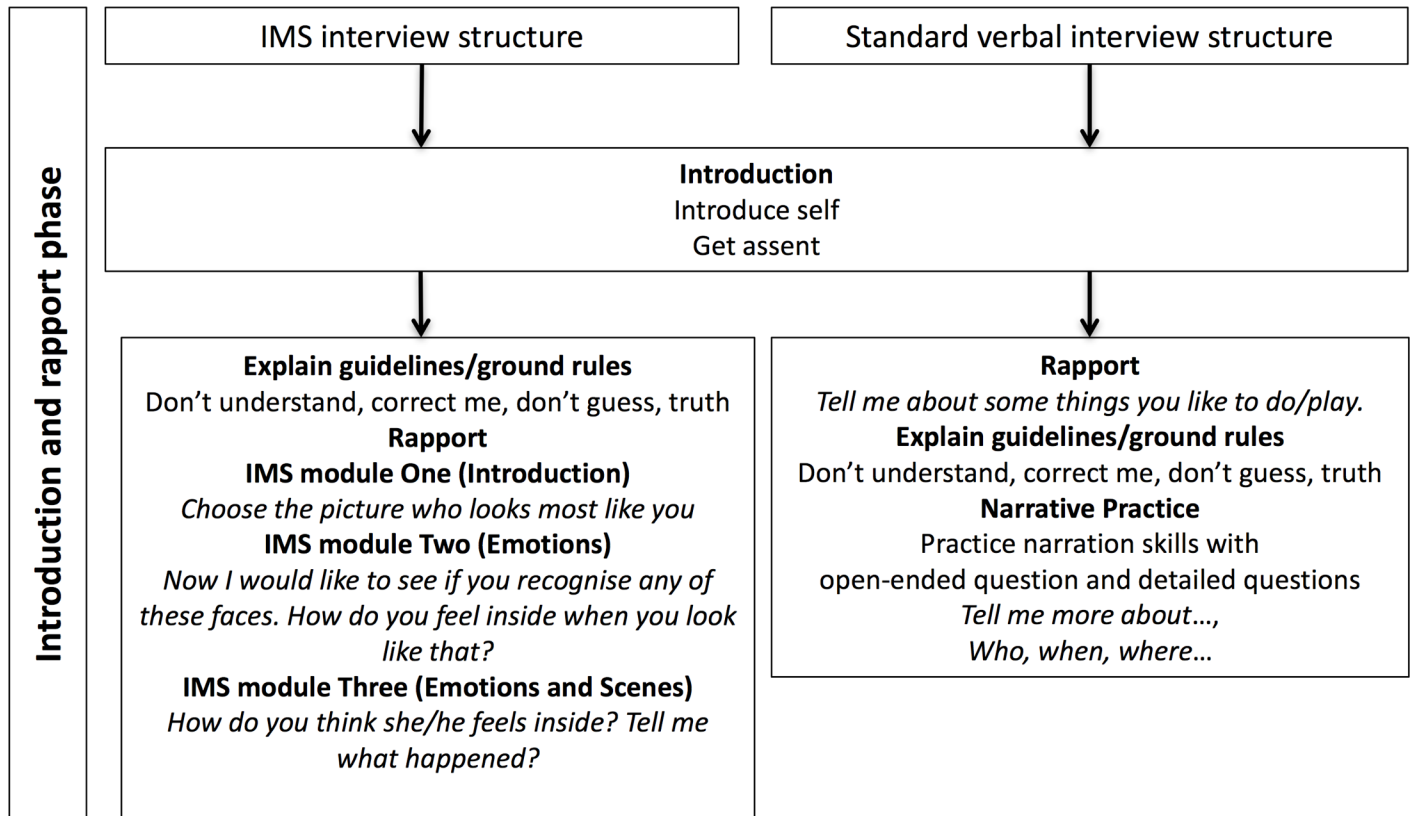 Introduction and rapport phase
IMS interview structure
Standard verbal interview structure
Introduction
Introduce self
Get assent
Explain guidelines/ground rules
Don’t understand, correct me, don’t guess, truth
Rapport
IMS module One (Introduction)
Choose the picture who looks most like you
IMS module Two (Emotions)
Now I would like to see if you recognise any of
these faces. How do you feel inside when you look
like that?
IMS module Three (Emotions and Scenes)
How do you think she/he feels inside? Tell me
what happened?
Rapport
Tell me about some things you like to do/play.
Explain guidelines/ground rules
Don’t understand, correct me, don’t guess, truth
Narrative Practice
Practice narration skills with
open-ended question and detailed questions
Tell me more about…,
Who, when, where…